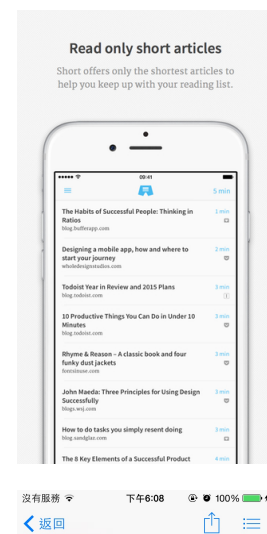 Read only short articles
Short offers only the shortest articles to
help you keep up with your reading list.
09:41
5 min
The Habits of Successful People: Thinking in
Ratios
1 min
blog.bufferapp.com
Designing a mobile app, how and where to
start your journey
2 min
wholedesignstudios.com
Todoist Year in Review and 2015 Plans
3 min
blog.todoist.com
10 Productive Things You Can Do in Under 10
Minutes
3 min
blog.todoist.com
Rhyme & Reason – A classic book and four
funky dust jackets
3 min
fontsinuse.com
John Maeda: Three Principles for Using Design
Successfully
3 min
blogs.wsj.com
How to do tasks you simply resent doing
3 min
blog.sandglaz.com
The 8 Key Elements of a Successful Product
4 min
沒有服務
下午6:08
100%
返回